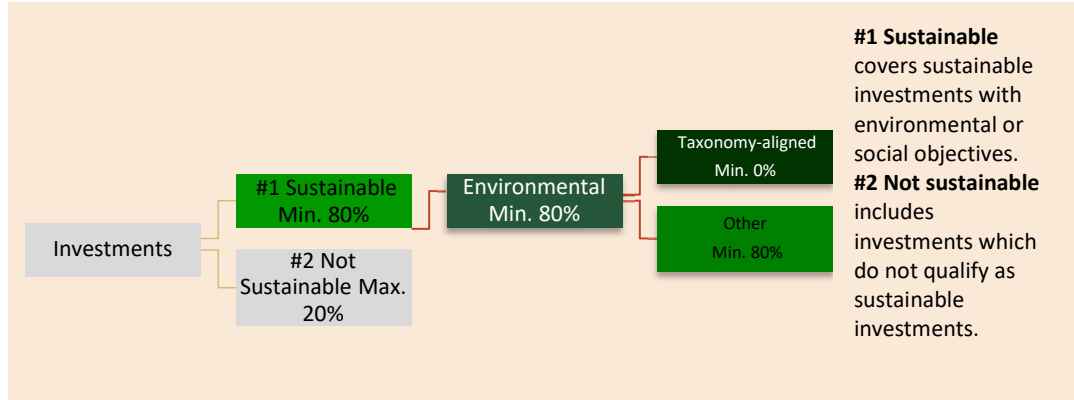 Investments
#1 Sustainable
Min. 80%
#2 Not
Sustainable Max.
20%
Environmental
Min. 80%
Taxonomy-aligned
Min. 0%
Other
Min. 80%
#1 Sustainable
covers sustainable
investments with
environmental or
social objectives.
#2 Not sustainable
includes
investments which
do not qualify as
sustainable
investments.